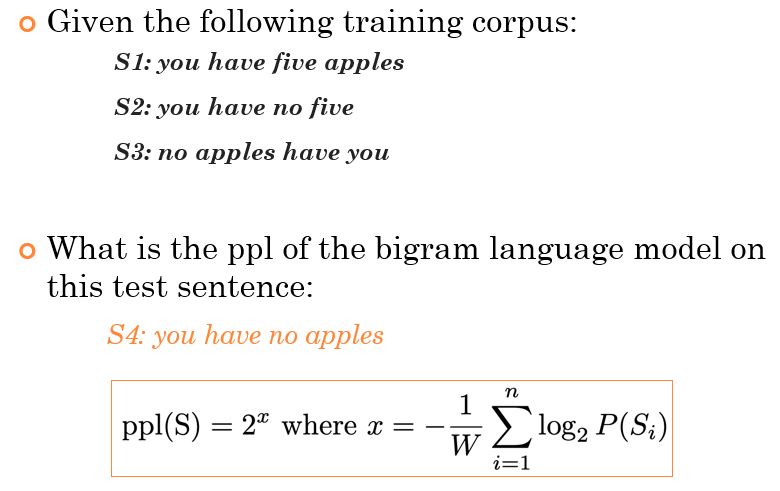 Given the following training corpus:
S1: you have five apples
S2: you have no five
S3: no apples have you
What is the ppl of the bigram language model on
this test sentence:
S4: you have no apples
ppl(S) = 2^x where x = -\frac{1}{W} \sum_{i=1}^{n} \log_2 P(S_i)